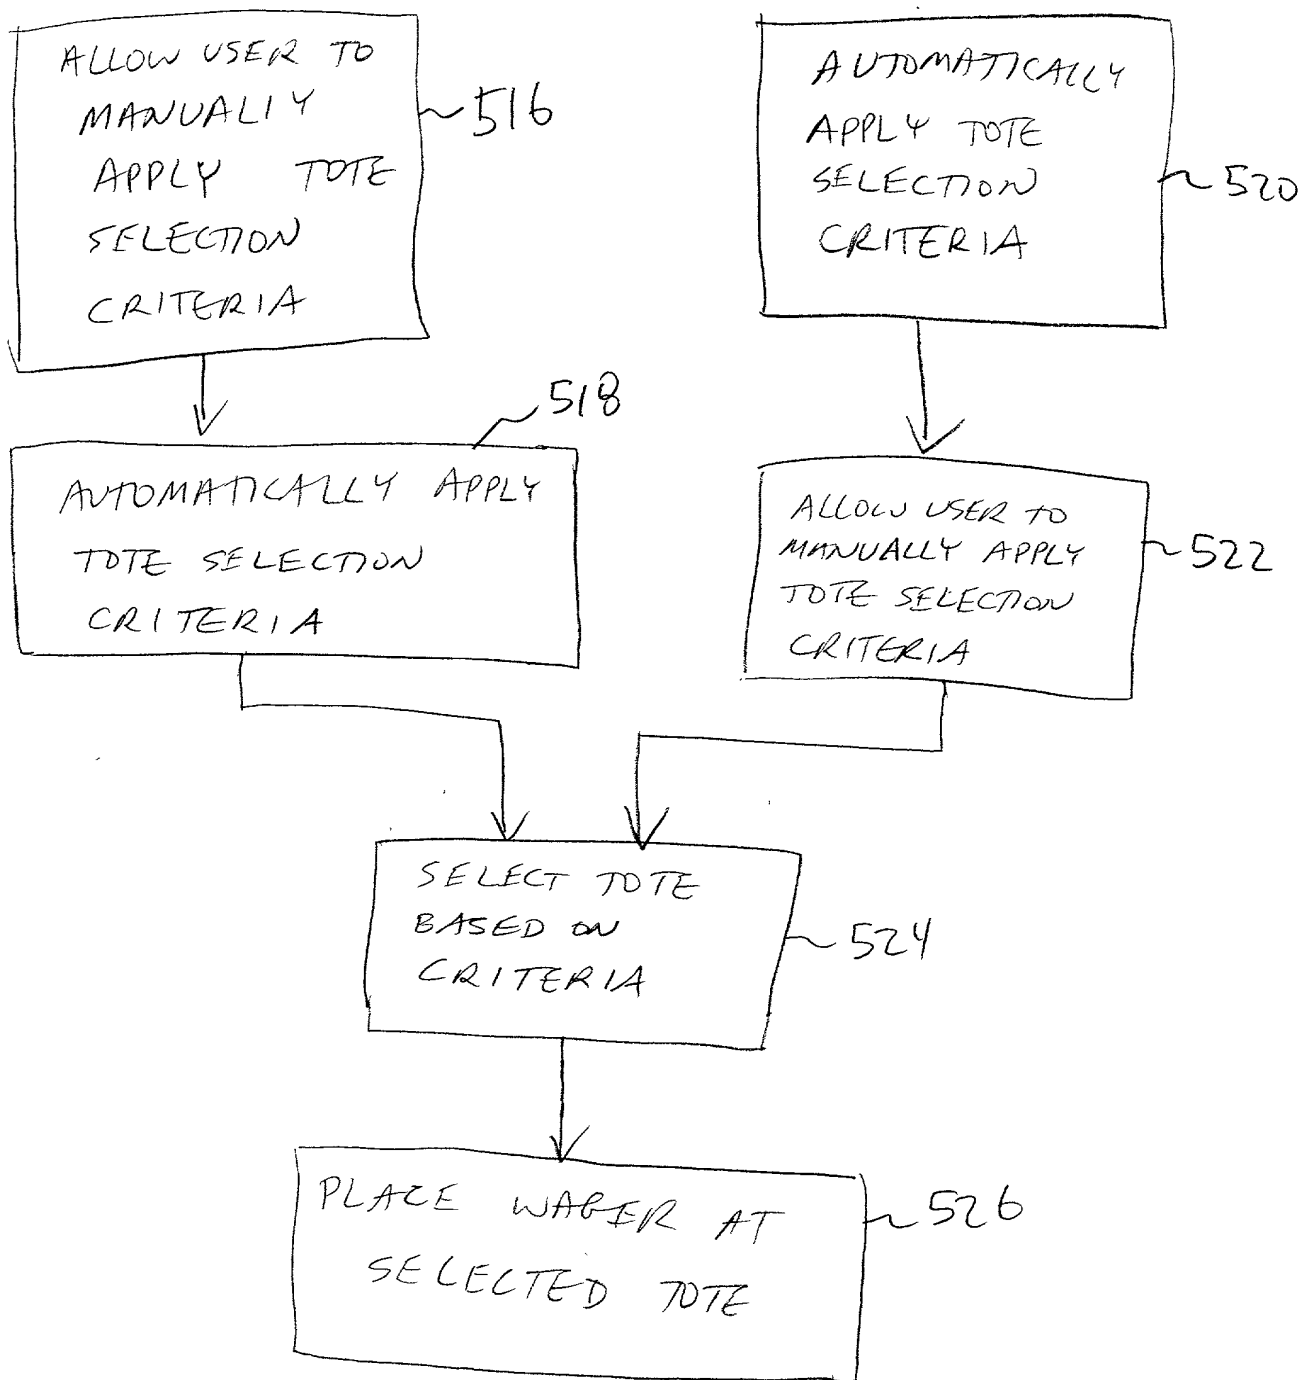 ALLOW USER TO
MANUALLY
APPLY TOTE
SELECTION
CRITERIA
516
AUTOMATICALLY
APPLY TOTE
SELECTION
CRITERIA
520
518
AUTOMATICALLY APPLY
TOTE SELECTION
CRITERIA
ALLOW USER TO
MANUALLY APPLY
TOTE SELECTION
CRITERIA
522
SELECT TOTE
BASED ON
CRITERIA
524
PLACE WAGER AT
SELECTED TOTE
526